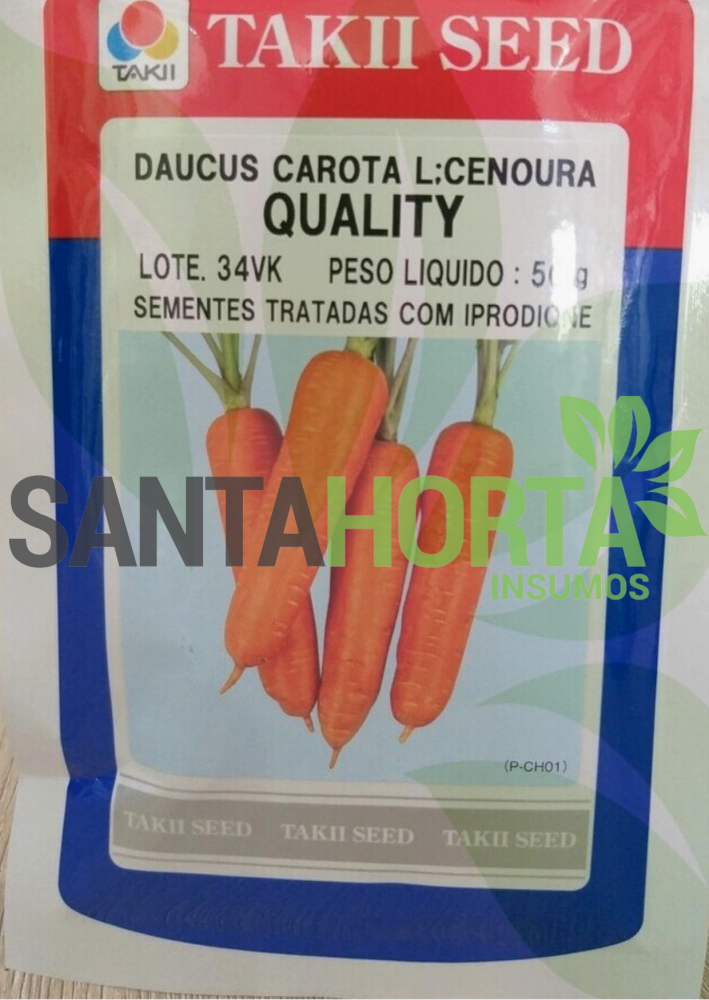 TAKII
TAKII SEED
DAUCUS CAROTA L;CENOURA
QUALITY
LOTE. 34VK PESO LIQUIDO :
SEMENTES TRATADAS COM
SANTAHORTA
INSUMOS
(P-CH01)
TAKII SEED TAKII SEED TAKII SEED